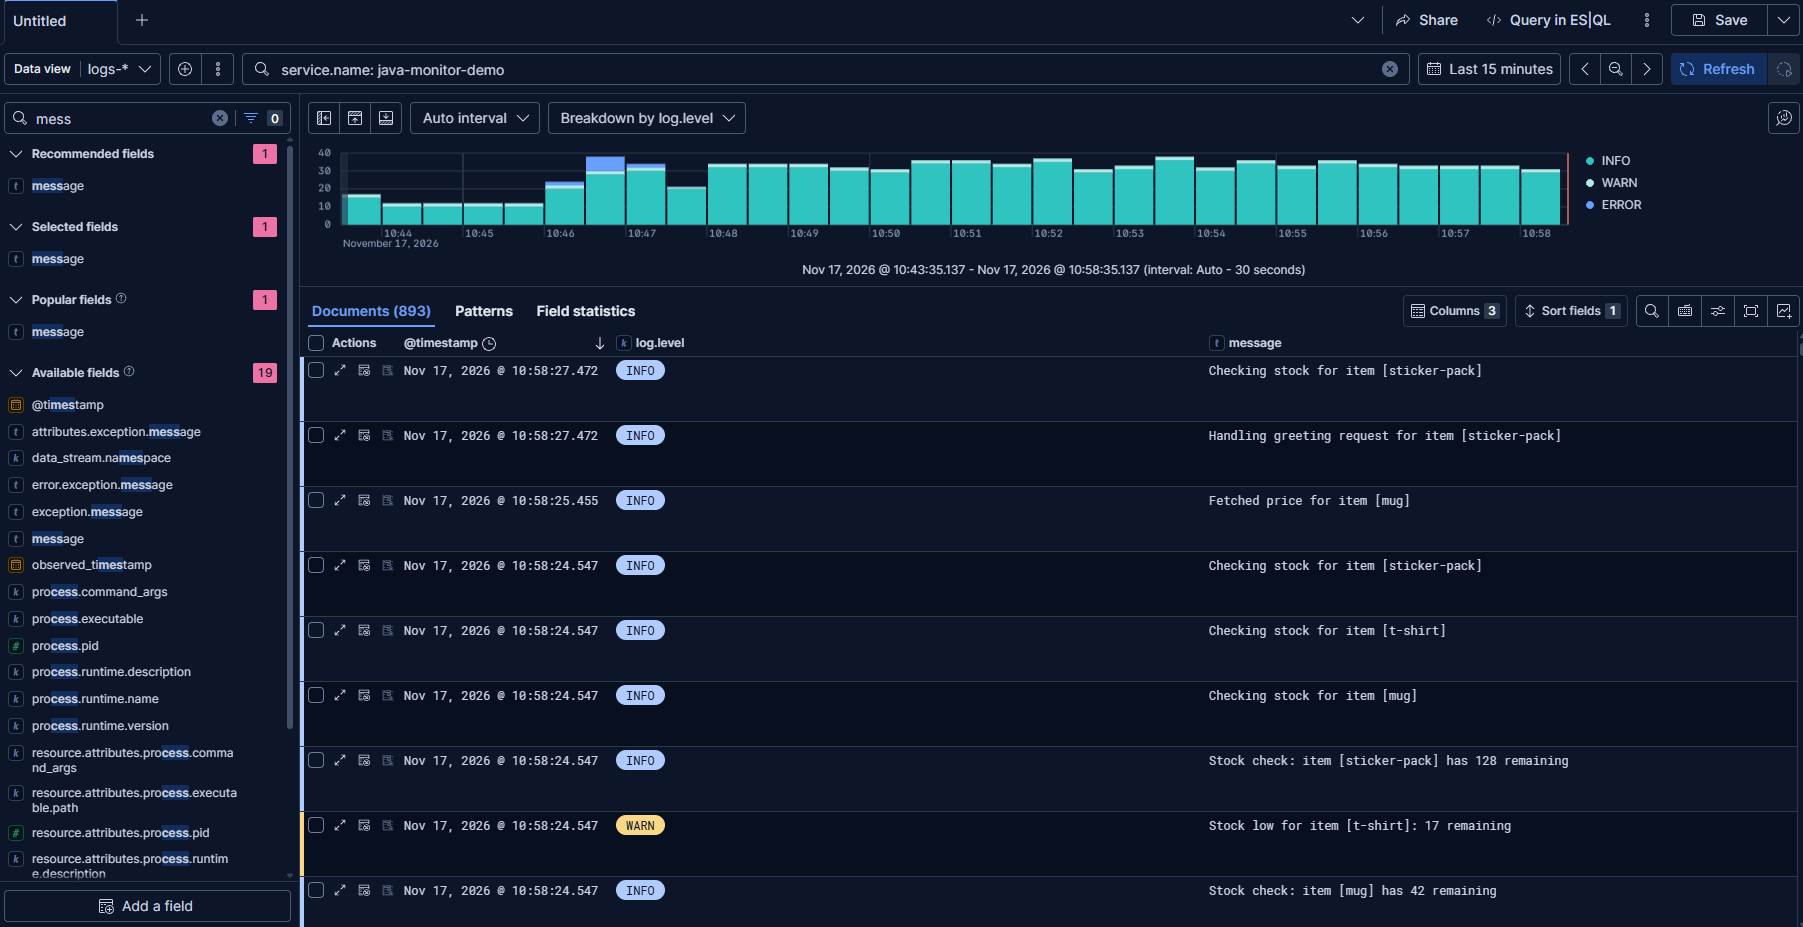 Untitled
Share
Query in ES|QL
Save
Data view
logs-*
service.name: java-monitor-demo
Last 15 minutes
Refresh
mess
0
Recommended fields
1
message
Selected fields
1
message
Popular fields
1
message
Available fields
19
@timestamp
attributes.exception.message
data_stream.namespace
error.exception.message
exception.message
message
observed_timestamp
process.command_args
process.executable
process.pid
process.runtime.description
process.runtime.name
process.runtime.version
resource.attributes.process.comma
nd_args
resource.attributes.process.executa
ble.path
resource.attributes.process.pid
resource.attributes.process.runtim
e.description
Add a field
Auto interval
Breakdown by log.level
40
30
20
10
0
10:44
10:45
10:46
10:47
10:48
10:49
10:50
10:51
10:52
10:53
10:54
10:55
10:56
10:57
10:58
November 17, 2026
INFO
WARN
ERROR
Nov 17, 2026 @ 10:43:35.137 - Nov 17, 2026 @ 10:58:35.137 (interval: Auto - 30 seconds)
Documents (893)
Patterns
Field statistics
Columns 3
Sort fields 1
Actions @timestamp log.level message
Nov 17, 2026 @ 10:58:27.472 INFO Checking stock for item [sticker-pack]
Nov 17, 2026 @ 10:58:27.472 INFO Handling greeting request for item [sticker-pack]
Nov 17, 2026 @ 10:58:25.455 INFO Fetched price for item [mug]
Nov 17, 2026 @ 10:58:24.547 INFO Checking stock for item [sticker-pack]
Nov 17, 2026 @ 10:58:24.547 INFO Checking stock for item [t-shirt]
Nov 17, 2026 @ 10:58:24.547 INFO Checking stock for item [mug]
Nov 17, 2026 @ 10:58:24.547 INFO Stock check: item [sticker-pack] has 128 remaining
Nov 17, 2026 @ 10:58:24.547 WARN Stock low for item [t-shirt]: 17 remaining
Nov 17, 2026 @ 10:58:24.547 INFO Stock check: item [mug] has 42 remaining